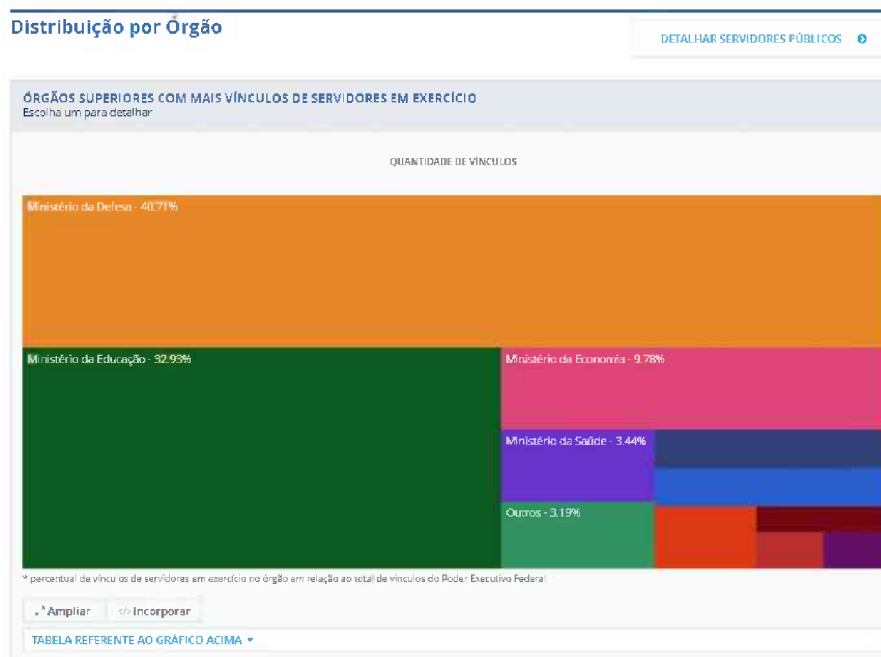 Distribuição por Órgão
DETALHAR SERVIDORES PÚBLICOS
ÓRGÃOS SUPERIORES COM MAIS VÍNCULOS DE SERVIDORES EM EXERCÍCIO
Escolha um para detalhar
QUANTIDADE DE VÍNCULOS
Ministério da Defesa - 40.71%
Ministério da Educação - 32.93%
Ministério da Economia - 9.78%
Ministério da Saúde - 3.44%
Outros - 3.19%
* percentual de vínculos de servidores em exercício no órgão em relação ao total de vínculos do Poder Executivo Federal
Ampliar
</> Incorporar
TABELA REFERENTE AO GRÁFICO ACIMA